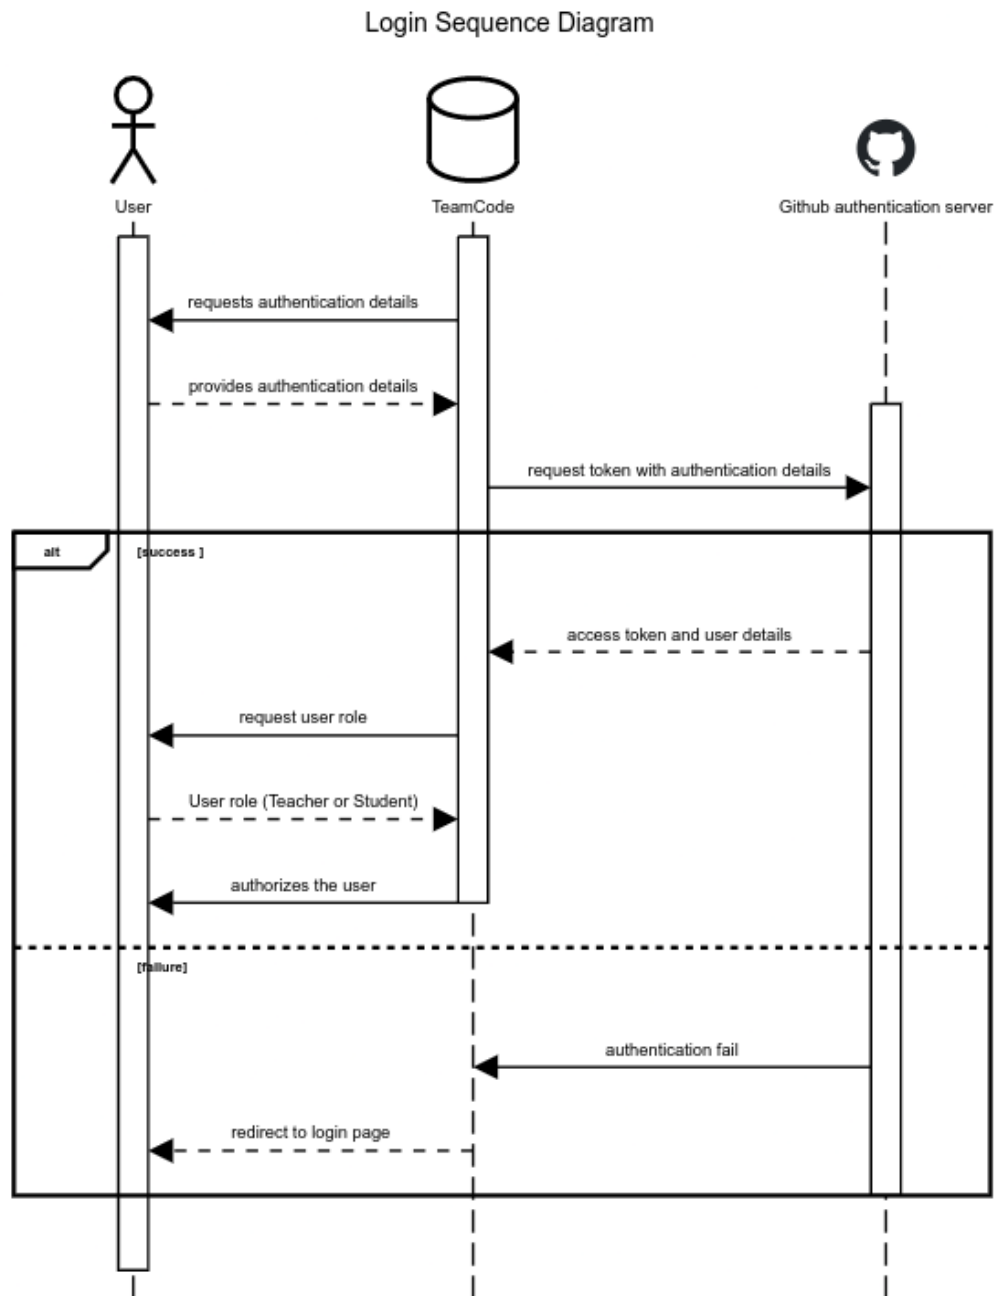 Login Sequence Diagram
User
TeamCode
Github authentication server
requests authentication details
provides authentication details
request token with authentication details
alt
[success ]
access token and user details
request user role
User role (Teacher or Student)
authorizes the user
[failure]
authentication fail
redirect to login page